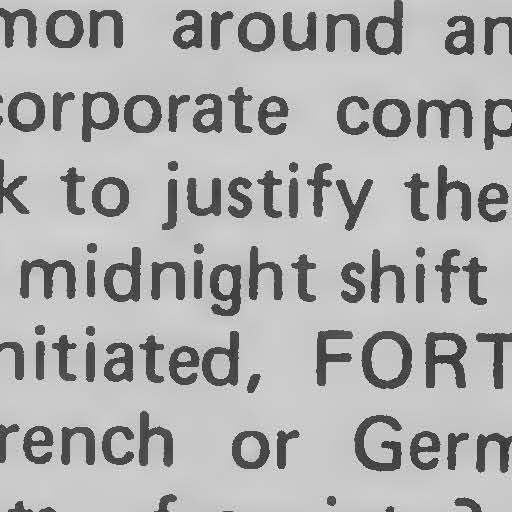 mon around an
corporate comp
k to justify the
midnight shift
nitiated, FORT
rench or Germ